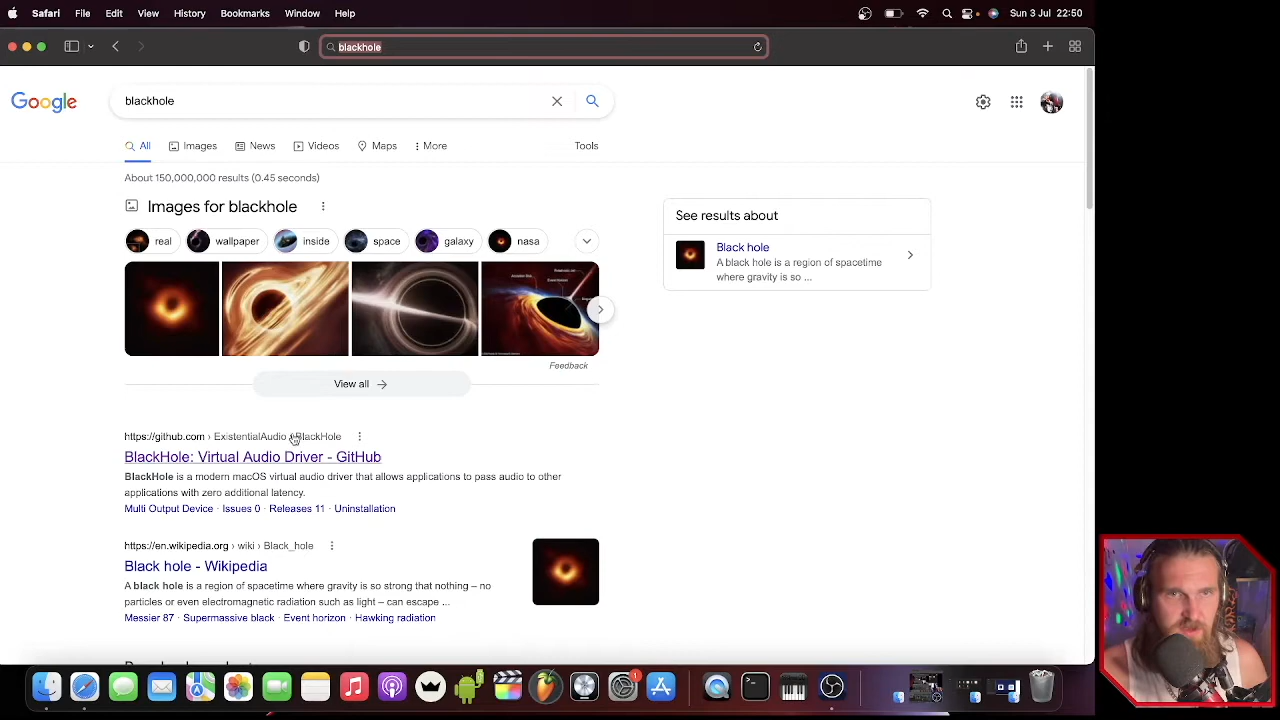 Safari File Edit View History Bookmarks Window Help Sun 3 Jul 22:50
blackhole
Google blackhole
All Images News Videos Maps More Tools
About 150,000,000 results (0.45 seconds)
Images for blackhole
real wallpaper inside space galaxy nasa
Feedback
View all
See results about
Black hole
A black hole is a region of spacetime
where gravity is so ...
https://github.com › ExistentialAudio › BlackHole
BlackHole: Virtual Audio Driver - GitHub
BlackHole is a modern macOS virtual audio driver that allows applications to pass audio to other
applications with zero additional latency.
Multi Output Device · Issues 0 · Releases 11 · Uninstallation
https://en.wikipedia.org › wiki › Black_hole
Black hole - Wikipedia
A black hole is a region of spacetime where gravity is so strong that nothing – no
particles or even electromagnetic radiation such as light – can escape ...
Messier 87 · Supermassive black · Event horizon · Hawking radiation
1